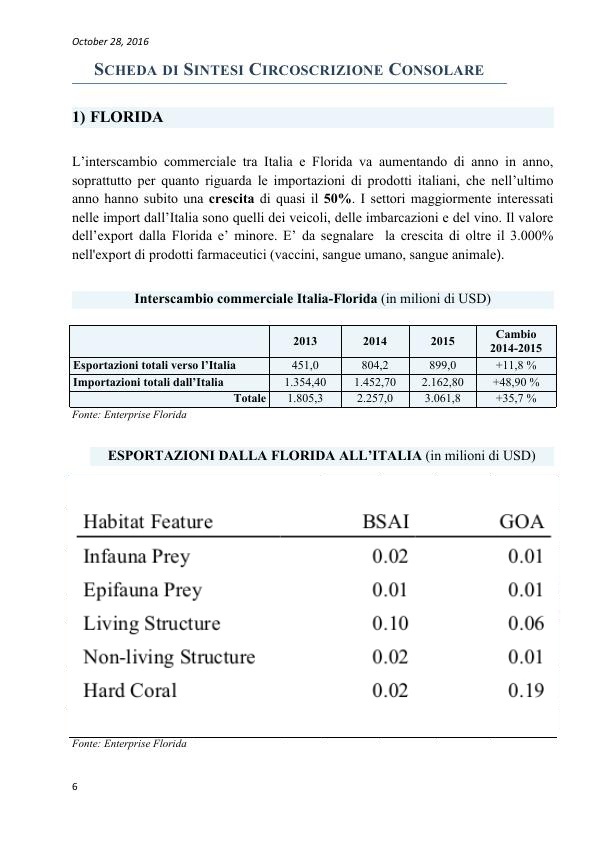 October 28, 2016
SCHEDA DI SINTESI CIRCOSCRIZIONE CONSOLARE
1) FLORIDA
L’interscambio commerciale tra Italia e Florida va aumentando di anno in anno,
soprattutto per quanto riguarda le importazioni di prodotti italiani, che nell’ultimo
anno hanno subito una crescita di quasi il 50%. I settori maggiormente interessati
nelle import dall’Italia sono quelli dei veicoli, delle imbarcazioni e del vino. Il valore
dell’export dalla Florida e’ minore. E’ da segnalare la crescita di oltre il 3.000%
nell'export di prodotti farmaceutici (vaccini, sangue umano, sangue animale).
Interscambio commerciale Italia-Florida (in milioni di USD)
2013 2014 2015 Cambio
2014-2015
Esportazioni totali verso l’Italia 451,0 804,2 899,0 +11,8 %
Importazioni totali dall’Italia 1.354,40 1.452,70 2.162,80 +48,90 %
Totale 1.805,3 2.257,0 3.061,8 +35,7 %
Fonte: Enterprise Florida
ESPORTAZIONI DALLA FLORIDA ALL’ITALIA (in milioni di USD)
Habitat Feature BSAI GOA
Infauna Prey 0.02 0.01
Epifauna Prey 0.01 0.01
Living Structure 0.10 0.06
Non-living Structure 0.02 0.01
Hard Coral 0.02 0.19
Fonte: Enterprise Florida
6